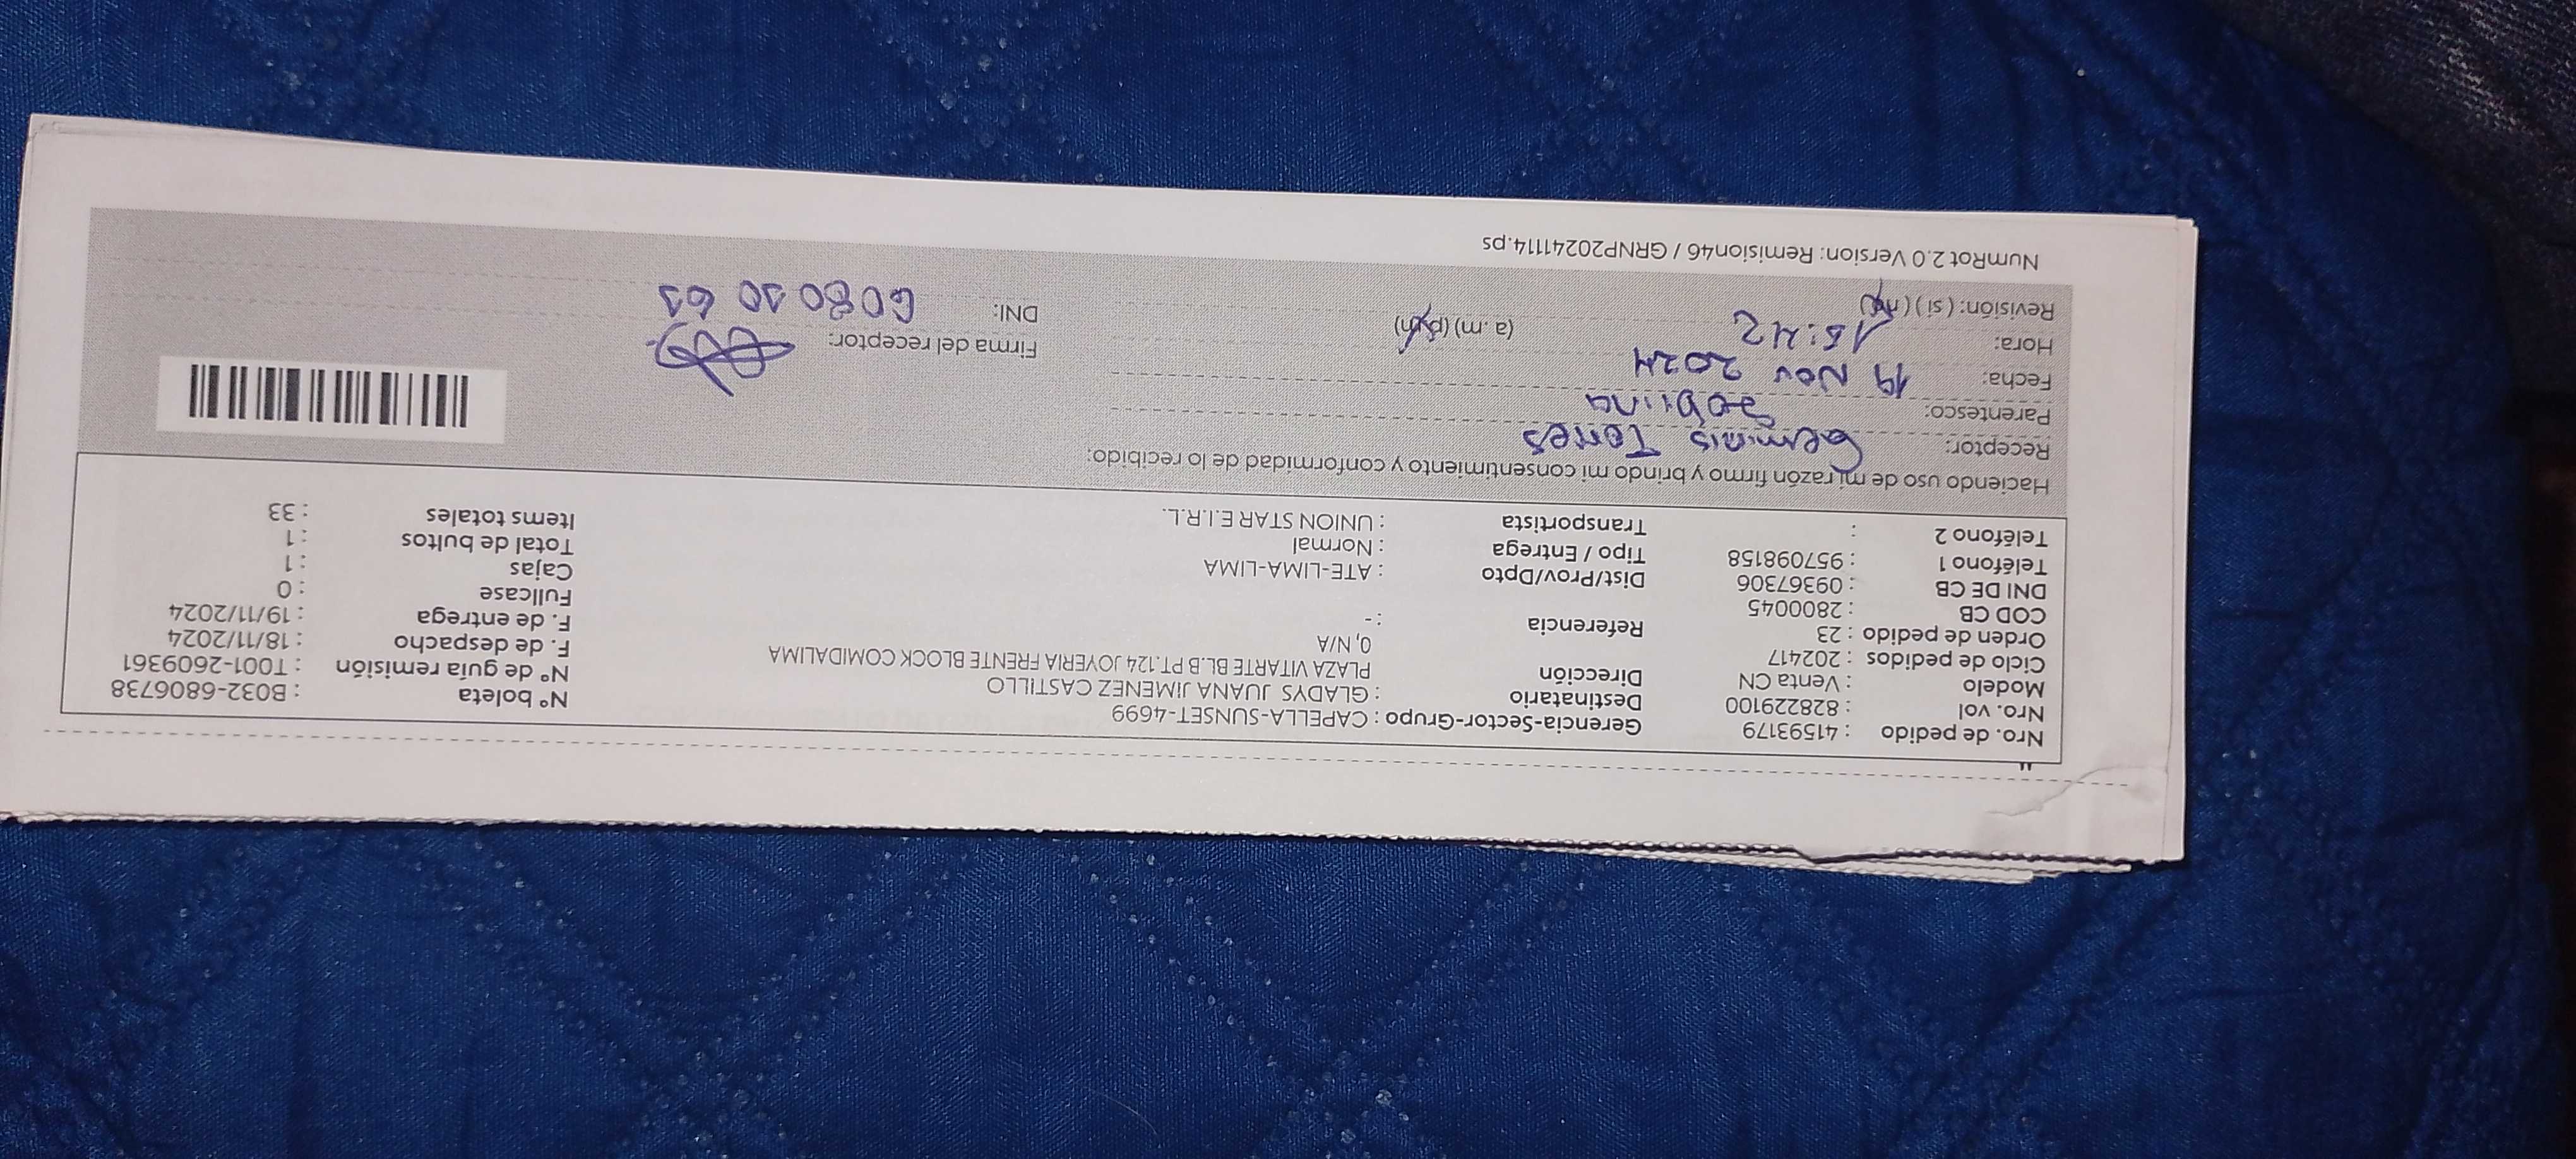 Nro. de pedido : 41593179 Gerencia-Sector-Grupo : CAPELLA-SUNSET-4699 N° boleta : B032-6806738
Nro. vol : 828229100 Destinatario : GLADYS JUANA JIMENEZ CASTILLO N° de guía remisión : T001-2609361
Modelo : Venta CN Dirección PLAZA VITARTE BL.B PT.124 JOYERIA FRENTE BLOCK COMIDALIMA F. de despacho : 18/11/2024
Ciclo de pedidos : 202417 0, N/A F. de entrega : 19/11/2024
Orden de pedido : 23 Referencia : - Fullcase : 0
COD CB : 2800045 Cajas : 1
DNI DE CB : 09367306 Dist/Prov/Dpto : ATE-LIMA-LIMA Total de bultos : 1
Teléfono 1 : 957098158 Tipo / Entrega : Normal Items totales : 33
Teléfono 2 : Transportista : UNION STAR E.I.R.L.
Haciendo uso de mi razón firmo y brindo mi consentimiento y conformidad de lo recibido:
Receptor: Geminis Torres
Parentesco: Sobrina
Fecha: 19 Nov 2024 Firma del receptor:
Hora: 15:42 (a.m) (p.m) DNI:
Revisión: (si) (no)
NumRot 2.0 Version: Remision46 / GRNP20241114.ps